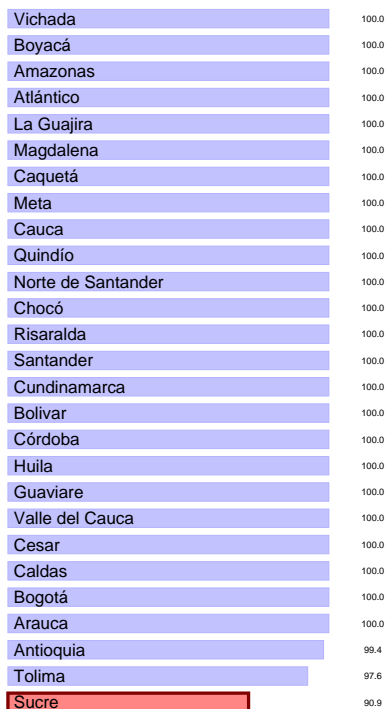 Vichada 100.0
Boyacá 100.0
Amazonas 100.0
Atlántico 100.0
La Guajira 100.0
Magdalena 100.0
Caquetá 100.0
Meta 100.0
Cauca 100.0
Quindío 100.0
Norte de Santander 100.0
Chocó 100.0
Risaralda 100.0
Santander 100.0
Cundinamarca 100.0
Bolivar 100.0
Córdoba 100.0
Huila 100.0
Guaviare 100.0
Valle del Cauca 100.0
Cesar 100.0
Caldas 100.0
Bogotá 100.0
Arauca 100.0
Antioquia 99.4
Tolima 97.6
Sucre 90.9